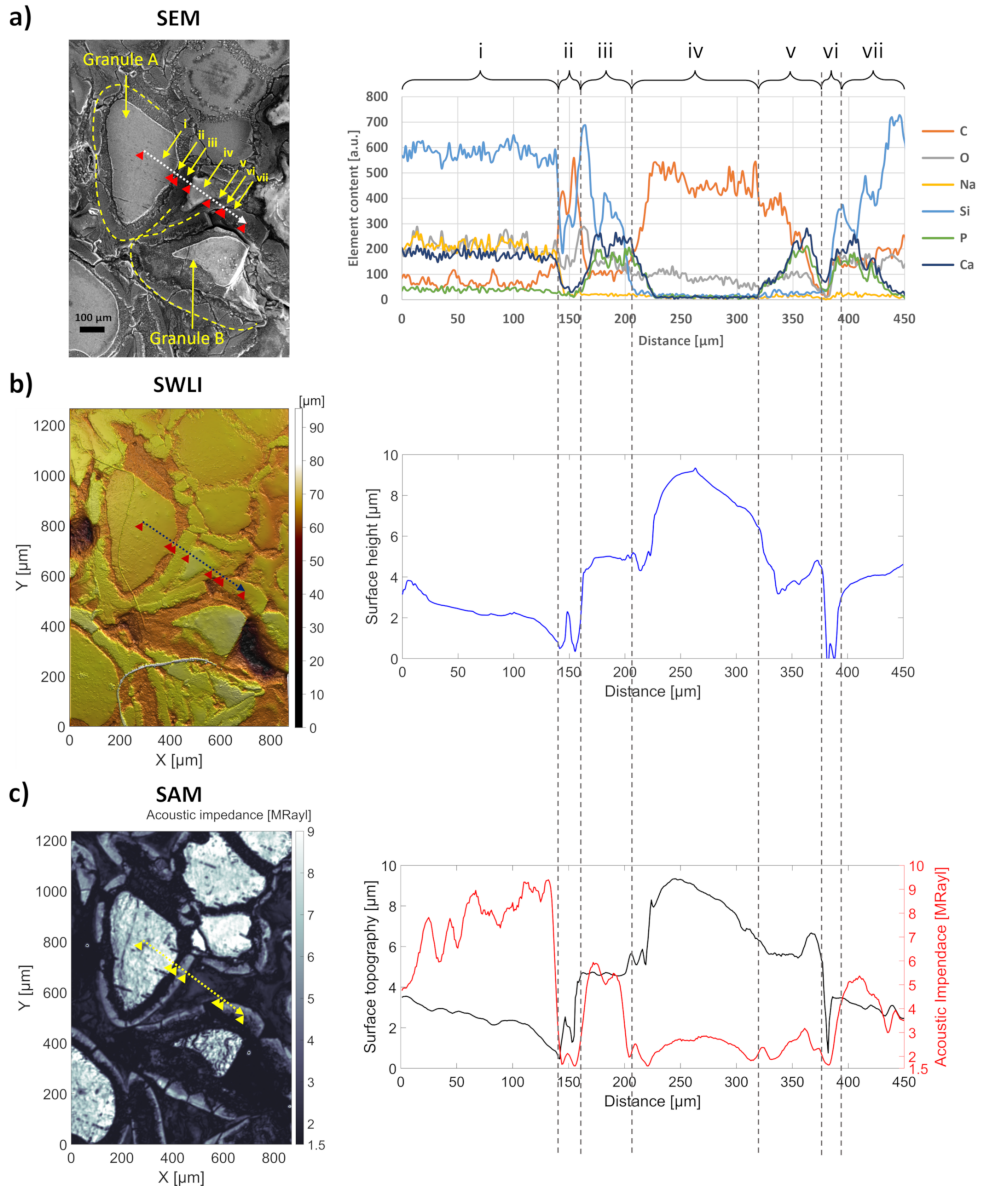 a)
SEM
Granule A
i
ii
iii
iv
v
vi
vii
100 µm
Granule B
i ii iii iv v vi vii
800
700
600
500
400
300
200
100
0
Element content [a.u.]
0 50 100 150 200 250 300 350 400 450
Distance [µm]
C
O
Na
Si
P
Ca
b)
SWLI
[µm]
1200
1000
800
600
400
200
0
Y [µm]
0 200 400 600 800
X [µm]
90
80
70
60
50
40
30
20
10
0
10
8
6
4
2
0
Surface height [µm]
0 50 100 150 200 250 300 350 400 450
Distance [µm]
c)
SAM
Acoustic impedance [MRayl]
1200
1000
800
600
400
200
0
Y [µm]
0 200 400 600 800
X [µm]
9
8
7
6
5
4
3
2
1.5
10
8
6
4
2
0
Surface topography [µm]
0 50 100 150 200 250 300 350 400 450
Distance [µm]
10
9
8
7
6
5
4
3
2
1.5
Acoustic Impendance [MRayl]